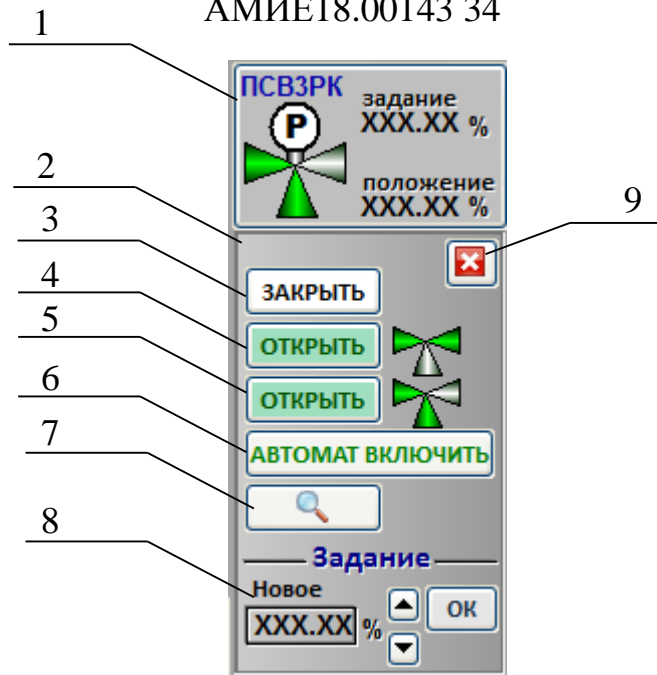 АМИЕ18.00143 34
1
ПСВ3РК
задание
XXX.XX %
P
положение
XXX.XX %
2
9
3
ЗАКРЫТЬ
4
ОТКРЫТЬ
5
ОТКРЫТЬ
6
АВТОМАТ ВКЛЮЧИТЬ
7
8
Задание
Новое
XXX.XX %
ОК